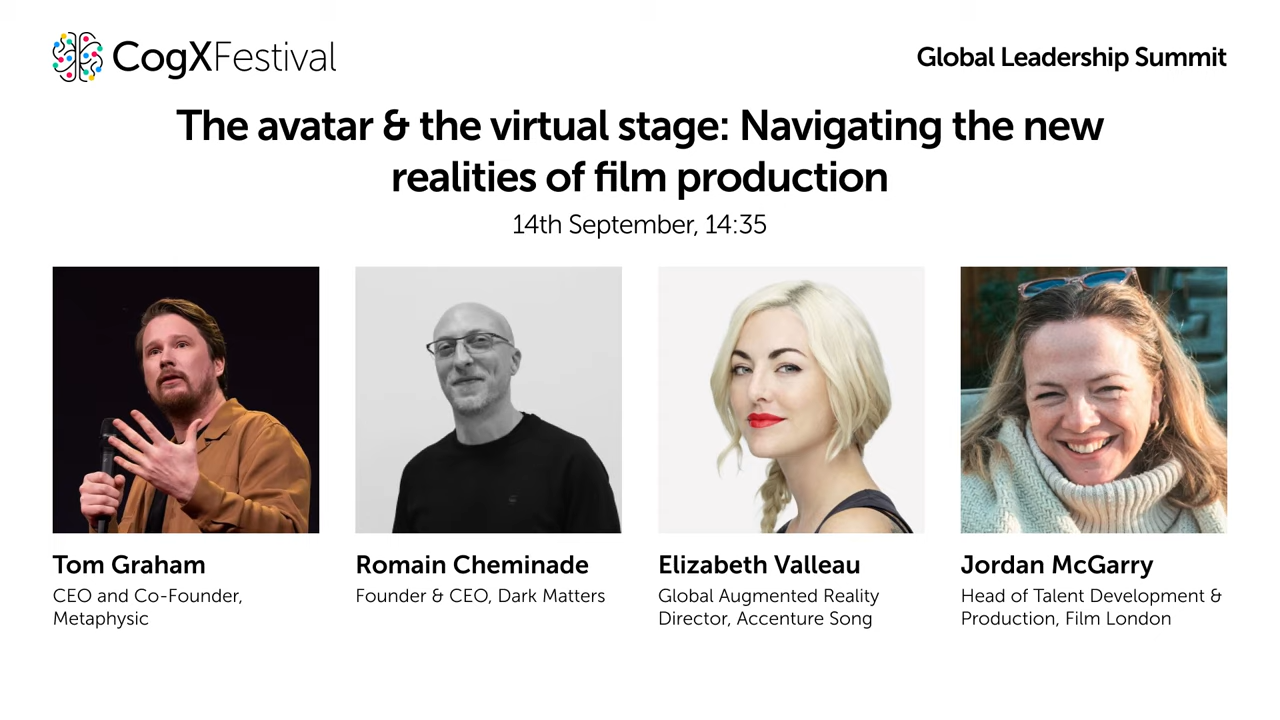 CogXFestival
Global Leadership Summit
The avatar & the virtual stage: Navigating the new
realities of film production
14th September, 14:35
Tom Graham
CEO and Co-Founder,
Metaphysic
Romain Cheminade
Founder & CEO, Dark Matters
Elizabeth Valleau
Global Augmented Reality
Director, Accenture Song
Jordan McGarry
Head of Talent Development &
Production, Film London